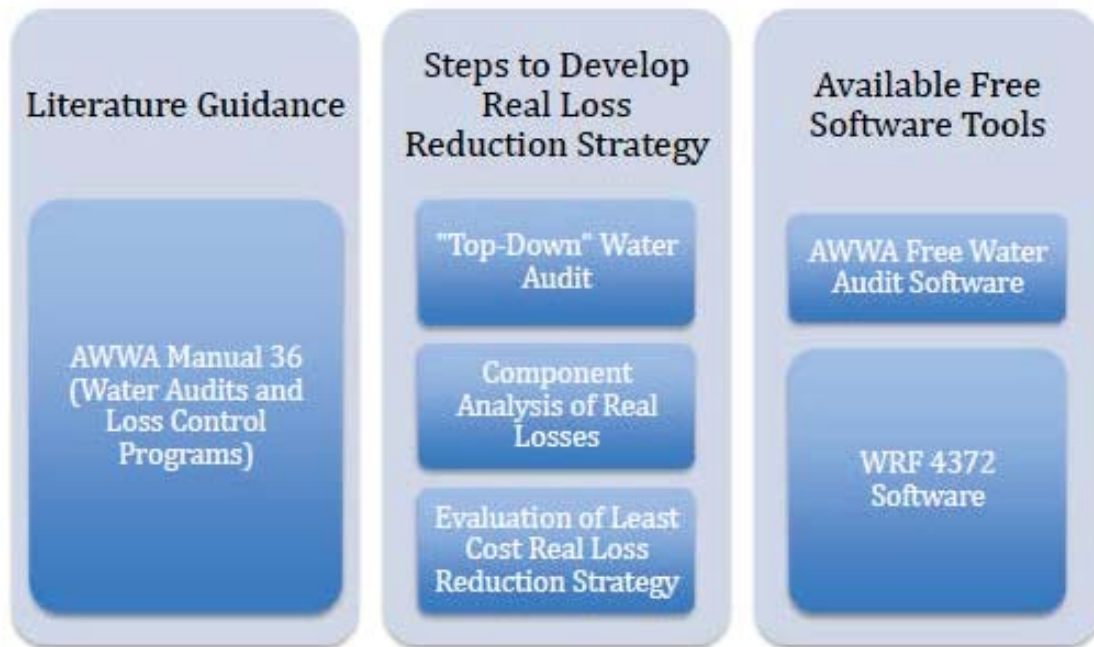 Literature Guidance
AWWA Manual 36
(Water Audits and
Loss Control
Programs)
Steps to Develop
Real Loss
Reduction Strategy
"Top-Down" Water
Audit
Component
Analysis of Real
Losses
Evaluation of Least
Cost Real Loss
Reduction Strategy
Available Free
Software Tools
AWWA Free Water
Audit Software
WRF 4372
Software